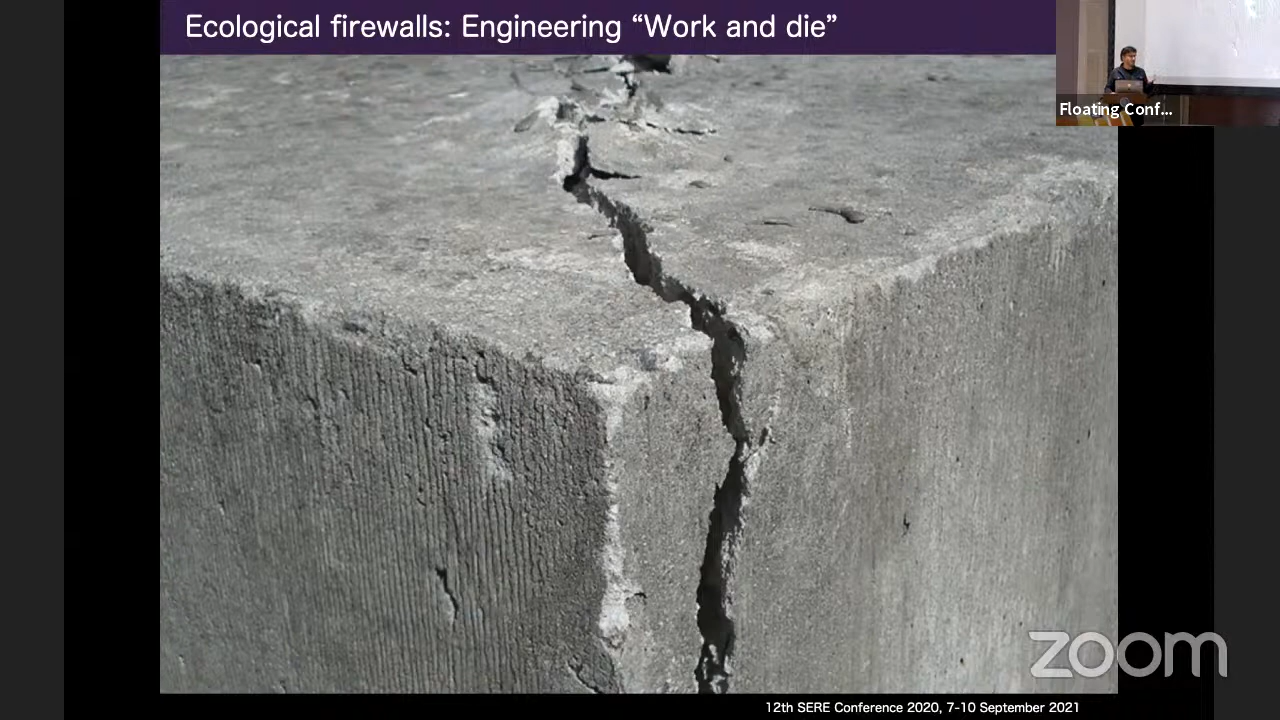 Ecological firewalls: Engineering “Work and die”
Floating Conf...
zoom
12th SERE Conference 2020, 7-10 September 2021